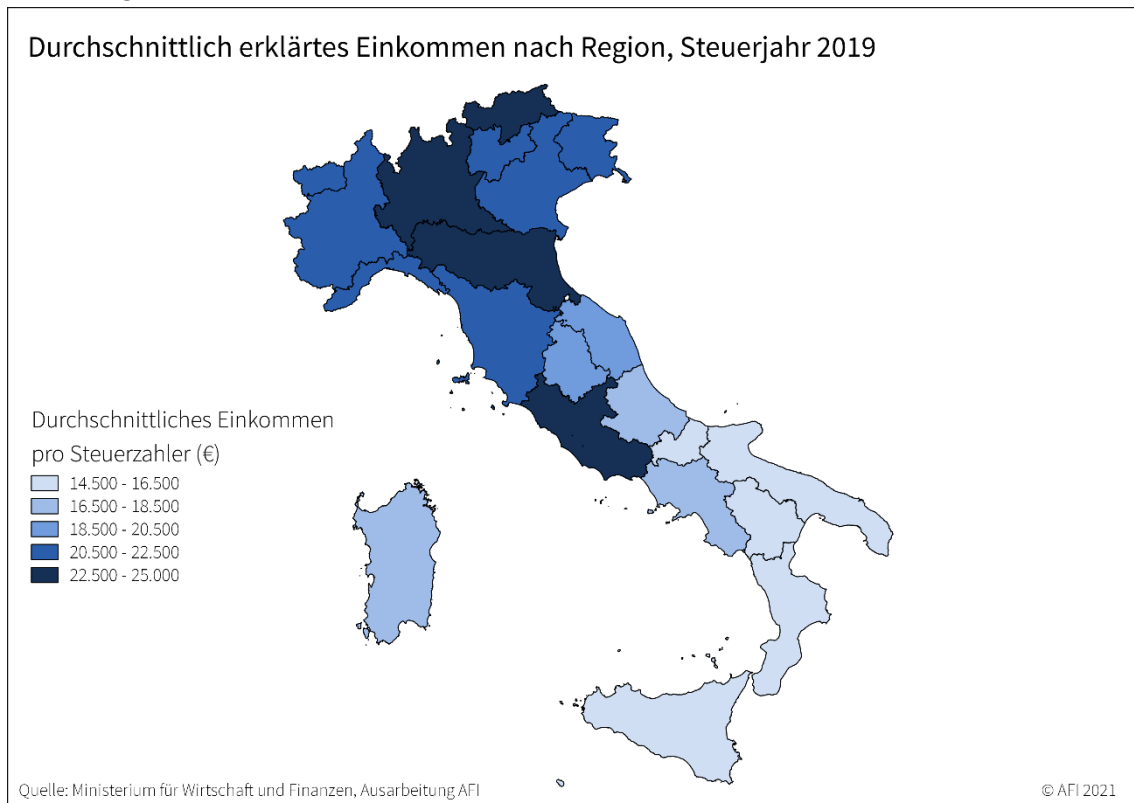 Durchschnittlich erklärtes Einkommen nach Region, Steuerjahr 2019
Durchschnittliches Einkommen
pro Steuerzahler (€)
14.500 - 16.500
16.500 - 18.500
18.500 - 20.500
20.500 - 22.500
22.500 - 25.000
Quelle: Ministerium für Wirtschaft und Finanzen, Ausarbeitung AFI
© AFI 2021